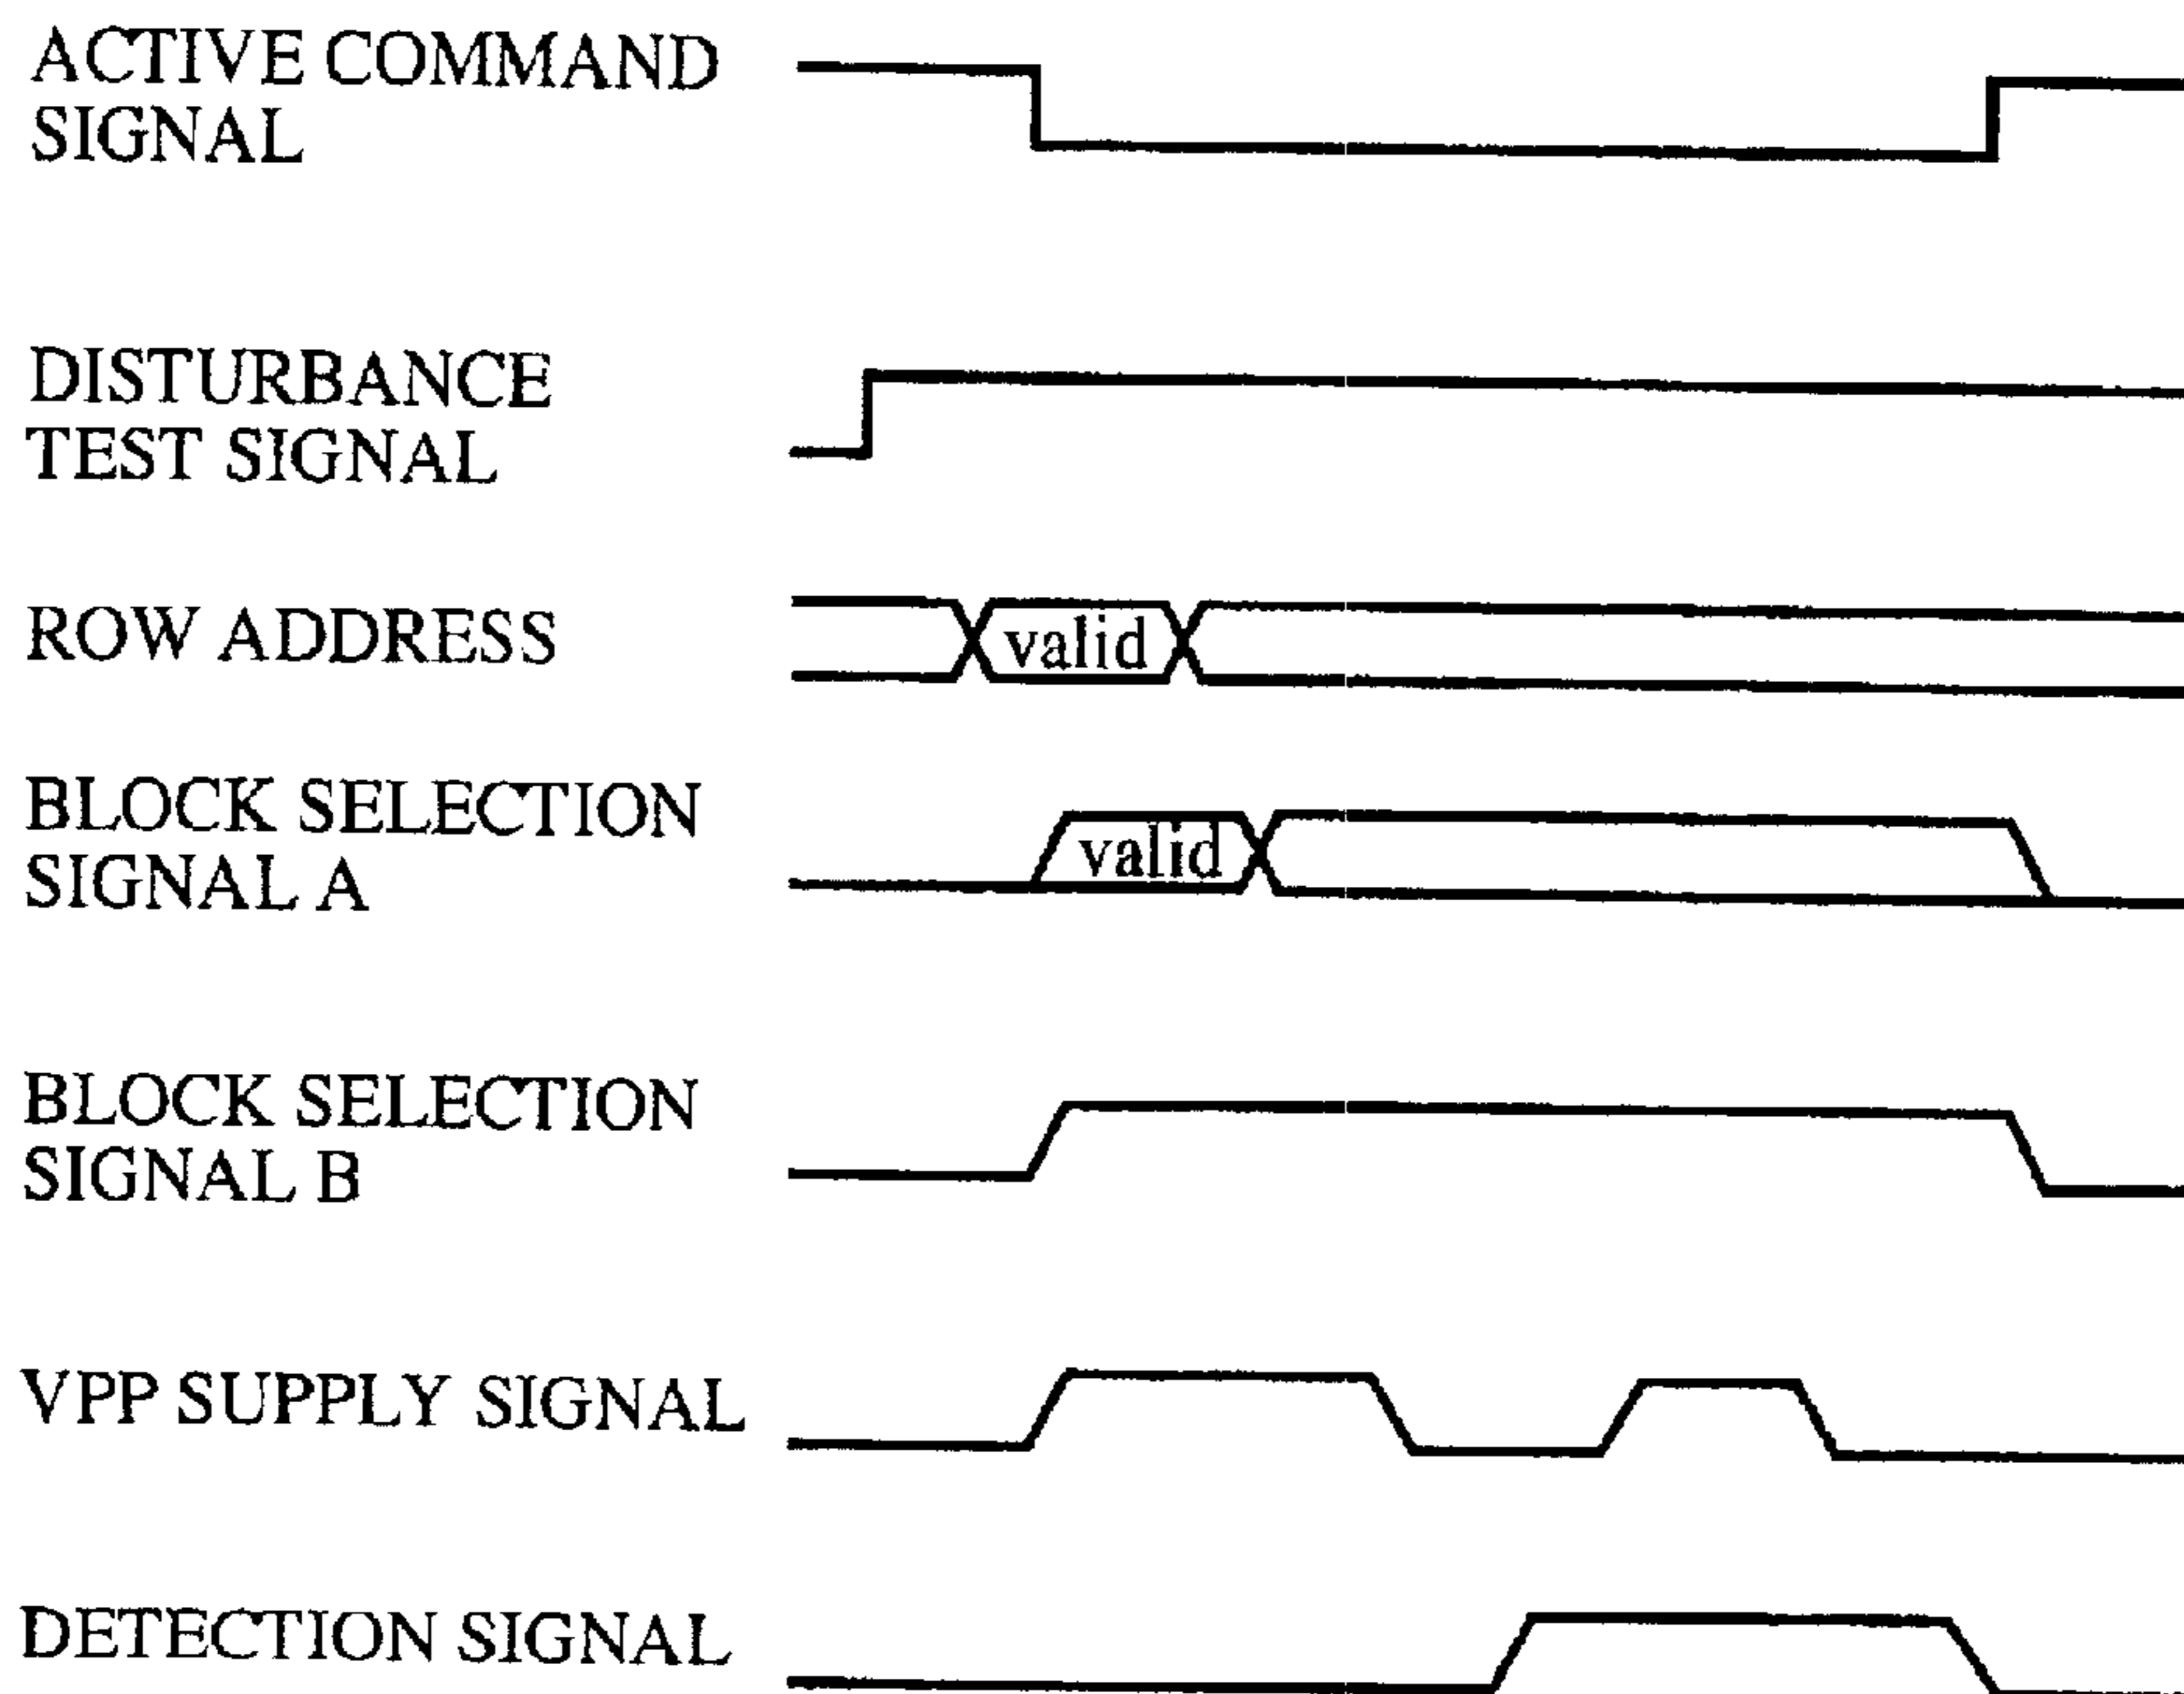 ACTIVE COMMAND
SIGNAL
DISTURBANCE
TEST SIGNAL
ROW ADDRESS
valid
BLOCK SELECTION
SIGNAL A
valid
BLOCK SELECTION
SIGNAL B
VPP SUPPLY SIGNAL
DETECTION SIGNAL